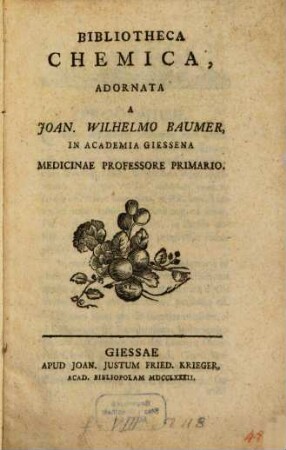 BIBLIOTHECA
CHEMICA,
ADORNATA
A
JOAN. WILHELMO BAUMER,
IN ACADEMIA GIESSENA
MEDICINAE PROFESSORE PRIMARIO.
GIESSAE
APUD JOAN. JUSTUM FRIED. KRIEGER,
ACAD. BIBLIOPOLAM MDCCLXXXII.